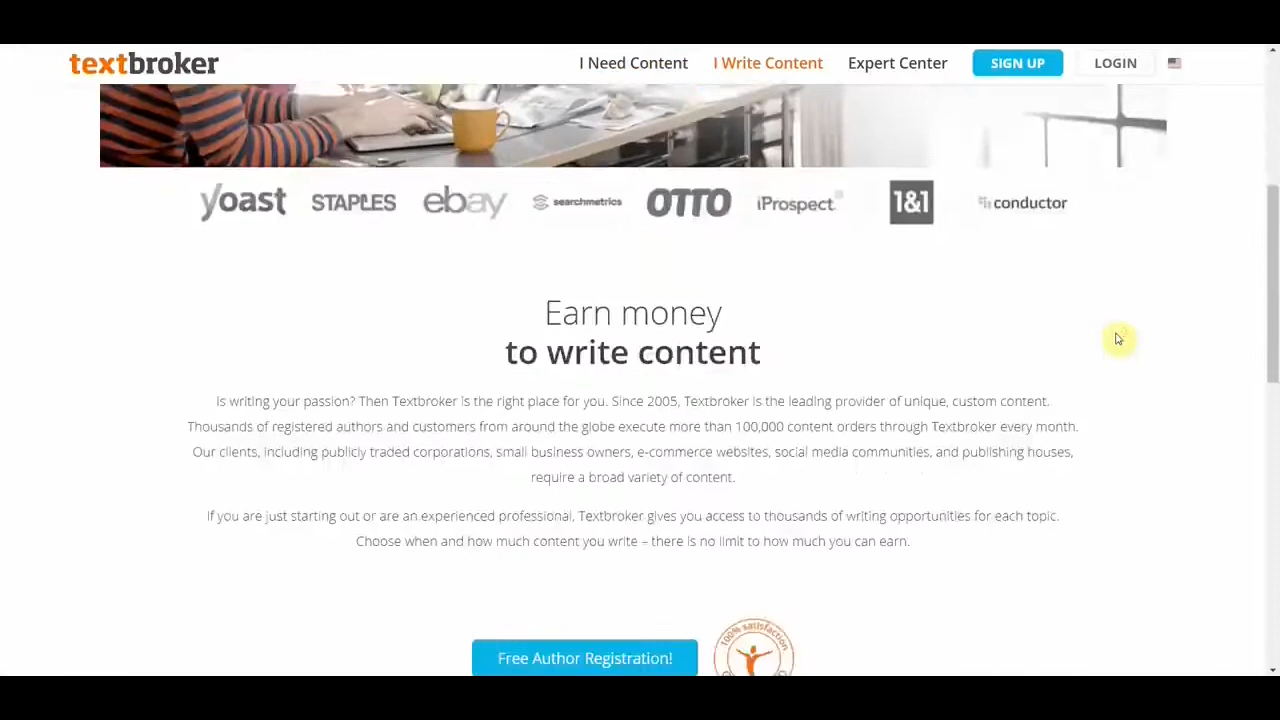 textbroker
I Need Content
I Write Content
Expert Center
SIGN UP
LOGIN
yoast
STAPLES
ebay
searchmetrics
OTTO
iProspect
1&1
conductor
Earn money
to write content
Is writing your passion? Then Textbroker is the right place for you. Since 2005, Textbroker is the leading provider of unique, custom content.
Thousands of registered authors and customers from around the globe execute more than 100,000 content orders through Textbroker every month.
Our clients, including publicly traded corporations, small business owners, e-commerce websites, social media communities, and publishing houses,
require a broad variety of content.
If you are just starting out or are an experienced professional, Textbroker gives you access to thousands of writing opportunities for each topic.
Choose when and how much content you write – there is no limit to how much you can earn.
Free Author Registration!
100% satisfaction